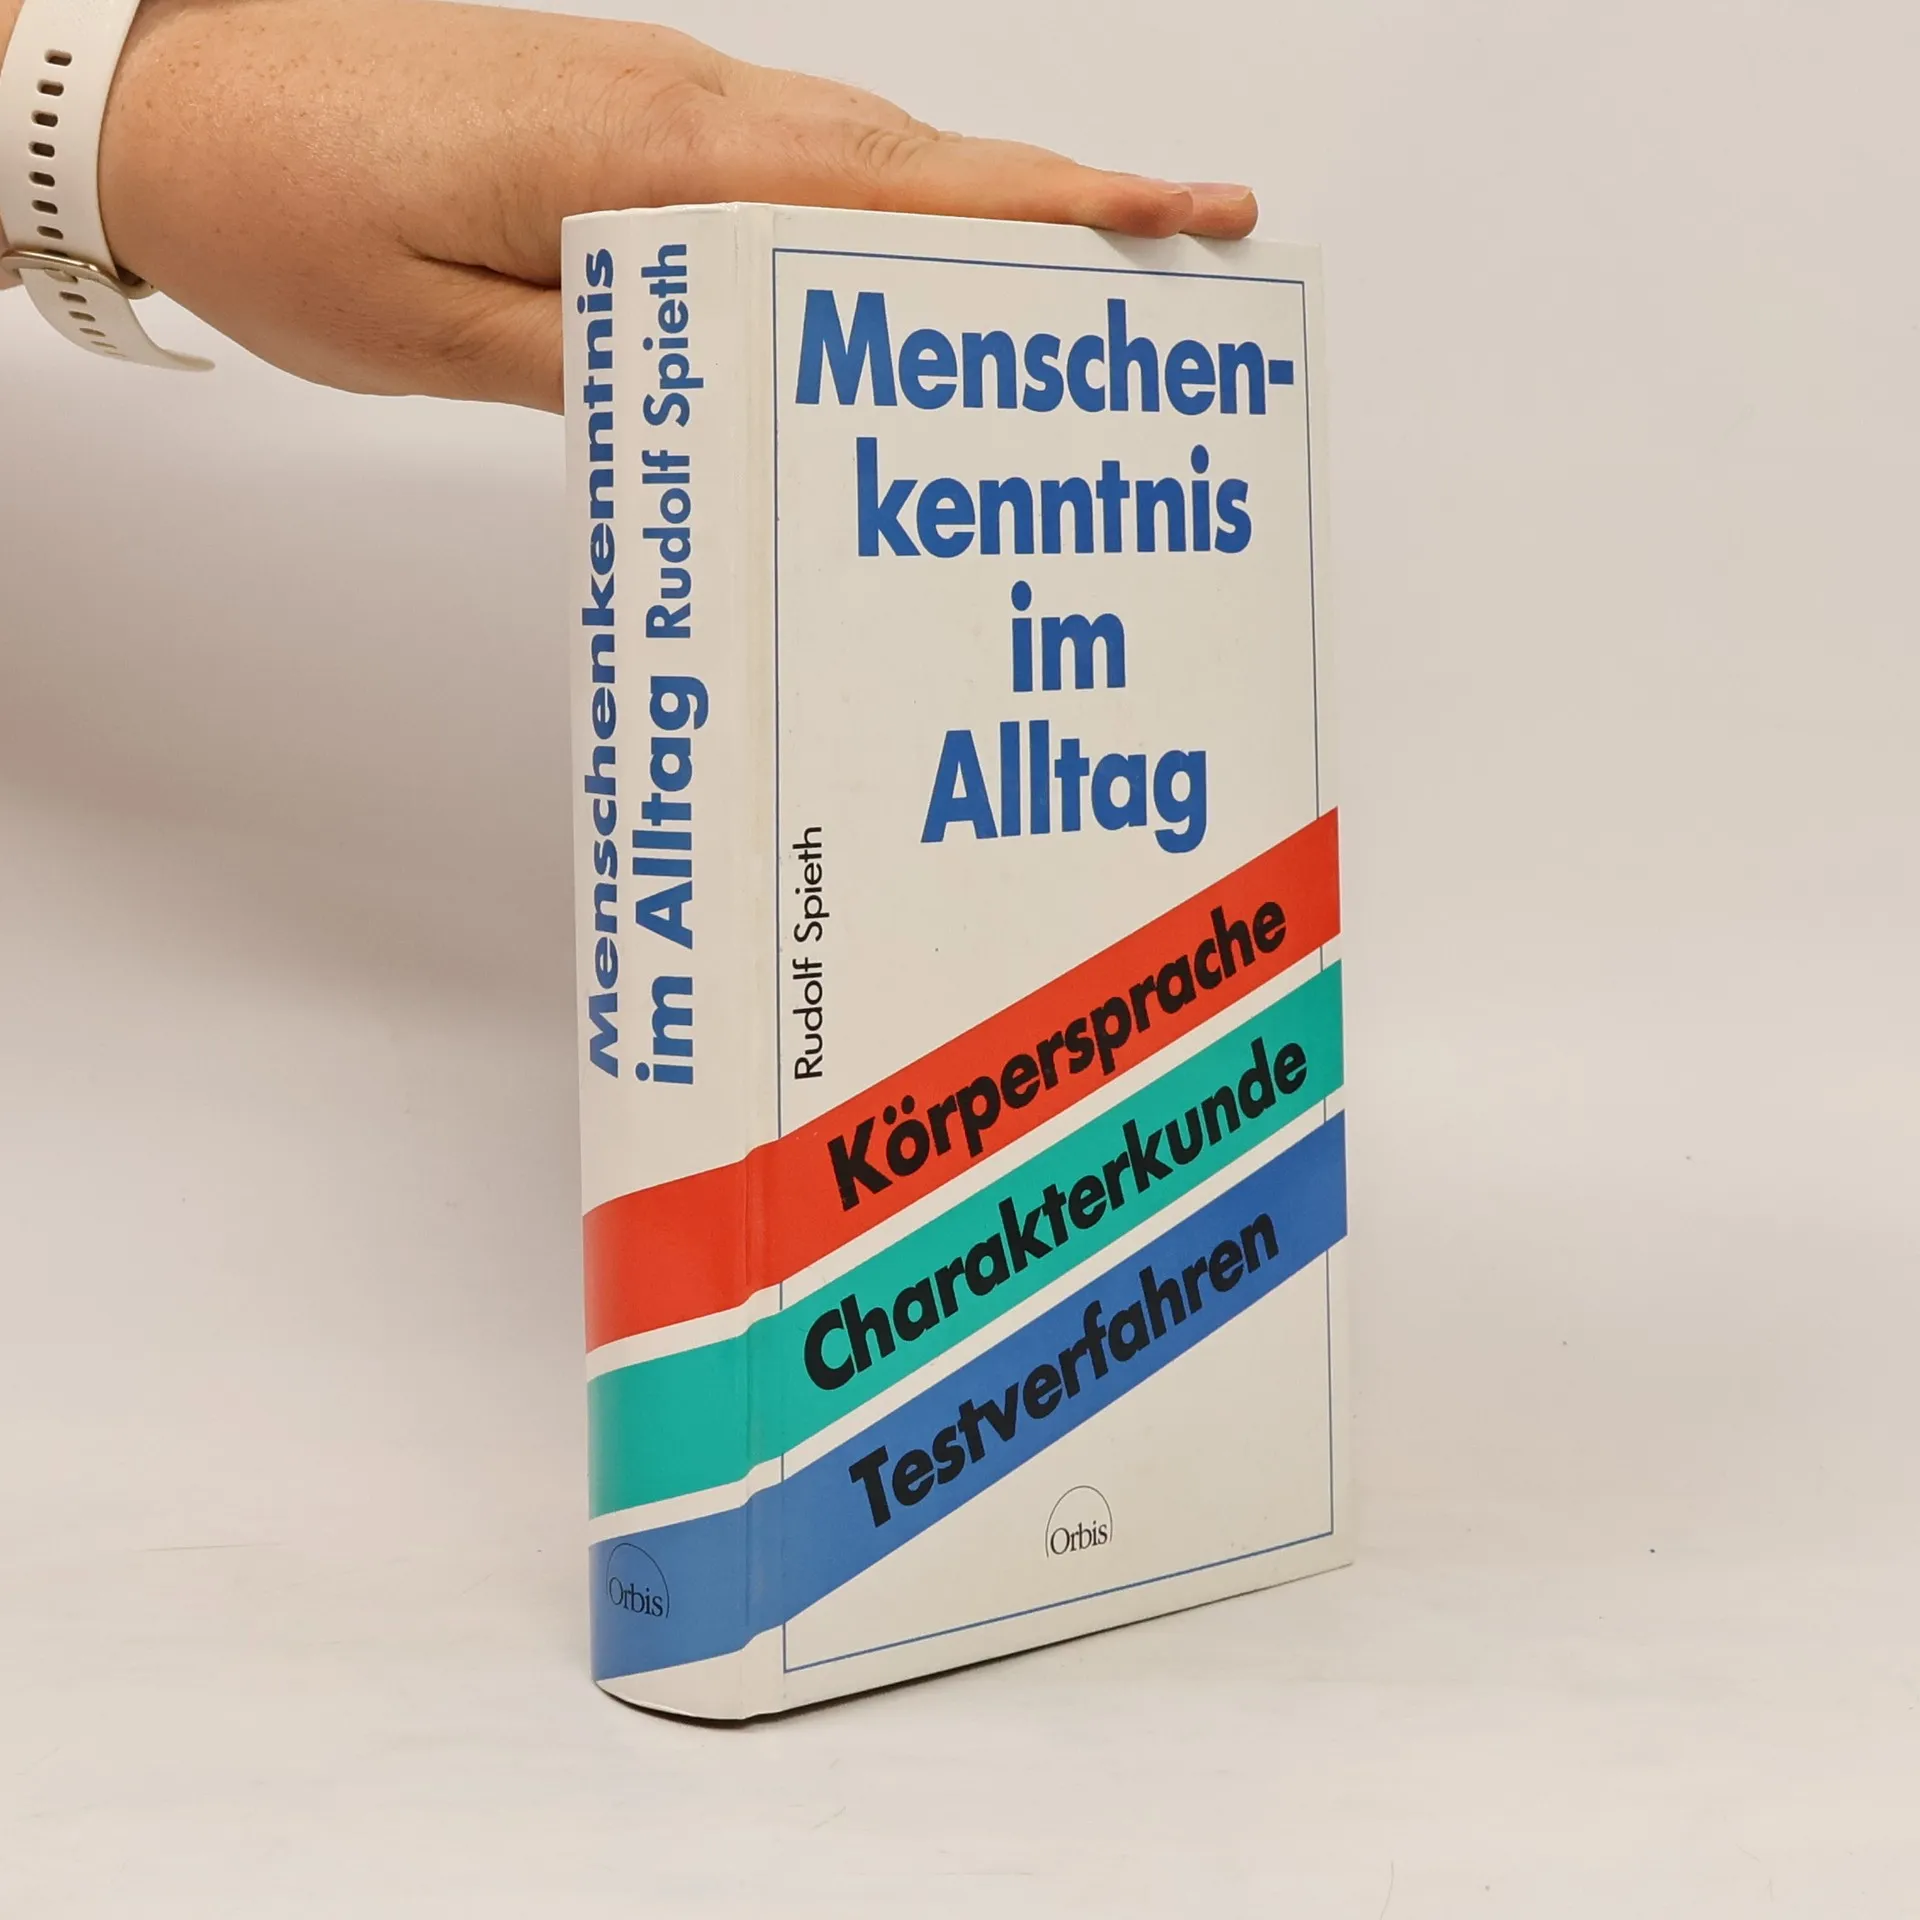 Menschenkenntnis
im Alltag Rudolf Spieth
Orbis
Menschen-
kenntnis
im
Alltag
Rudolf Spieth
Körpersprache
Charakterkunde
Testverfahren
Orbis